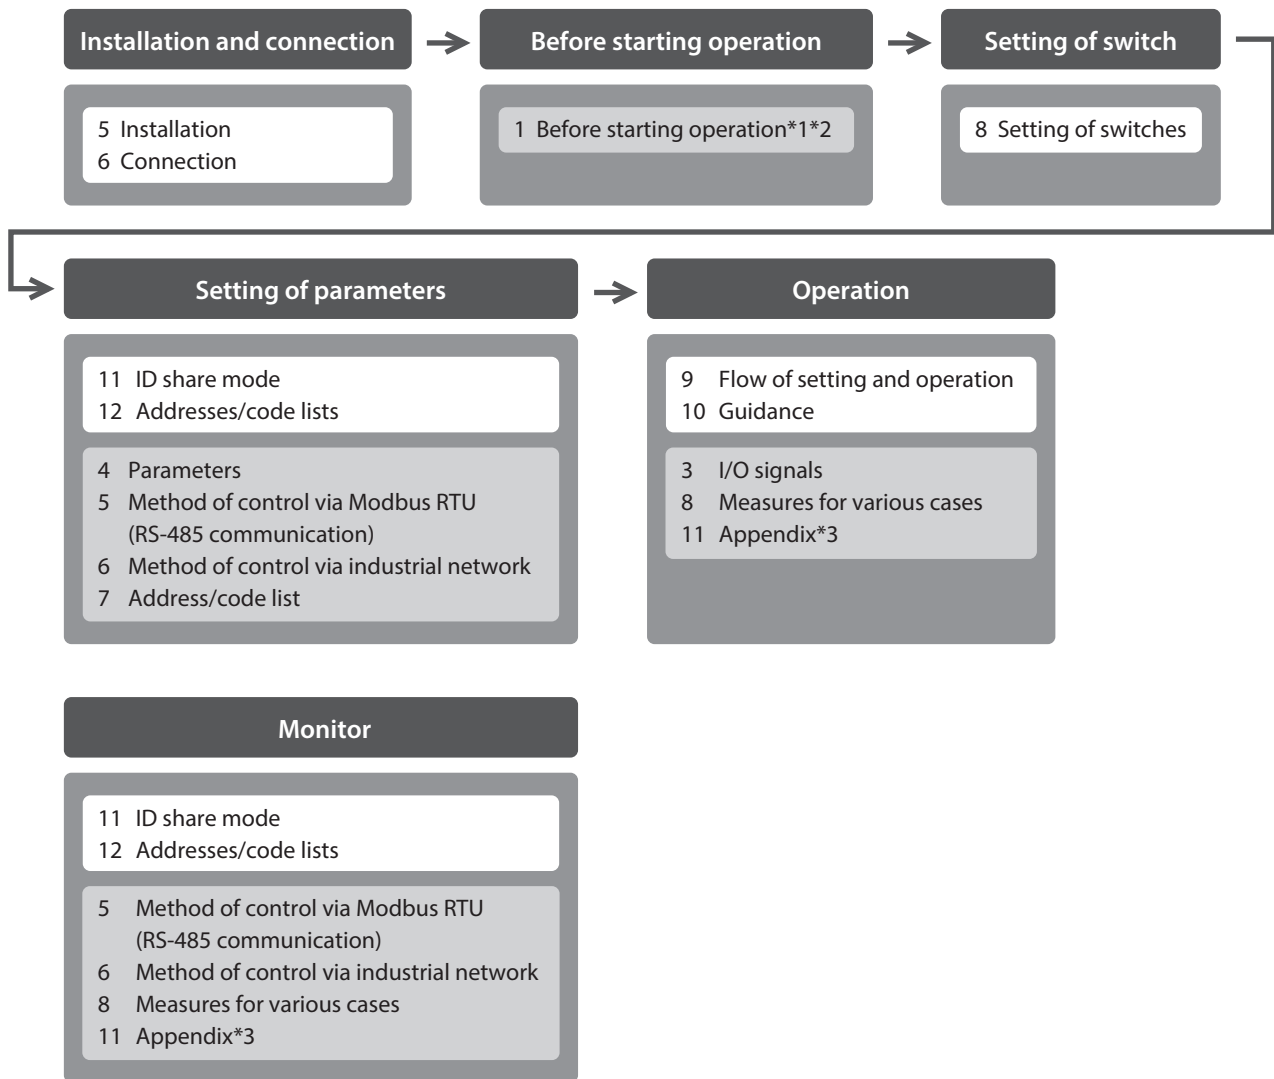 Installation and connection
Before starting operation
Setting of switch
5 Installation
6 Connection
1 Before starting operation*1*2
8 Setting of switches
Setting of parameters
Operation
11 ID share mode
12 Addresses/code lists
4 Parameters
5 Method of control via Modbus RTU
(RS-485 communication)
6 Method of control via industrial network
7 Address/code list
9 Flow of setting and operation
10 Guidance
3 I/O signals
8 Measures for various cases
11 Appendix*3
Monitor
11 ID share mode
12 Addresses/code lists
5 Method of control via Modbus RTU
(RS-485 communication)
6 Method of control via industrial network
8 Measures for various cases
11 Appendix*3